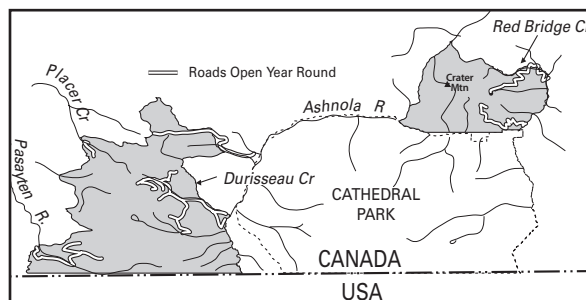 Red Bridge Cr
Placer Cr
Roads Open Year Round
Crater
Mtn
Ashnola R
Pasayten R.
Durisseau Cr
CATHEDRAL
PARK
CANADA
USA